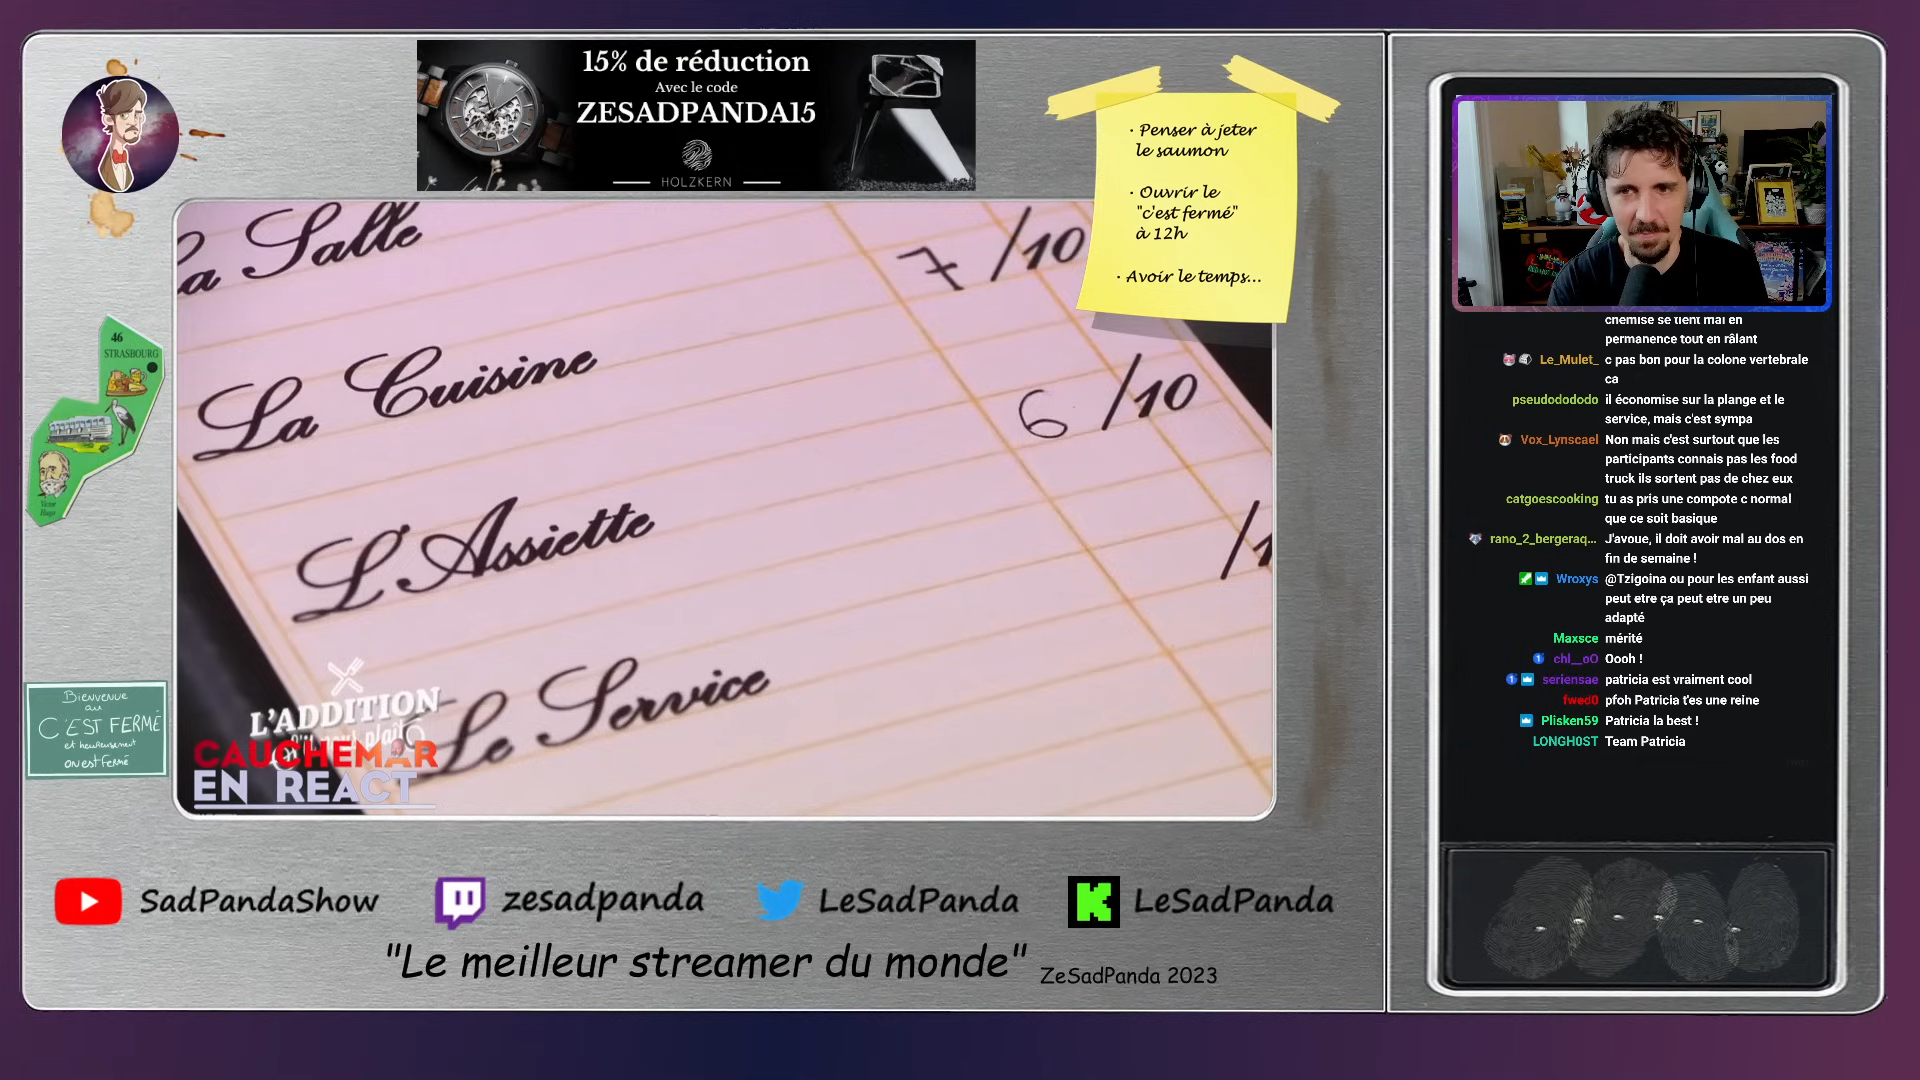 15% de réduction
Avec le code
ZESADPANDA15
HOLZKERN
· Penser à jeter
le saumon
· Ouvrir le
"c'est fermé"
à 12h
· Avoir le temps...
46
STRASBOURG
Victor
Hugo
BIENVENUE
au
C'EST FERMÉ
et heureusement
on est fermé
La Salle
7 /10
La Cuisine
6 /10
L'Assiette
/1
Le Service
L'ADDITION
s'il vous plaît
CAUCHEMAR
EN REACT
chemise se tient mal en
permanence tout en râlant
Le_Mulet_ c pas bon pour la colone vertebrale
ca
pseudodododo il économise sur la plange et le
service, mais c'est sympa
Vox_Lynscael Non mais c'est surtout que les
participants connais pas les food
truck ils sortent pas de chez eux
catgoescooking tu as pris une compote c normal
que ce soit basique
rano_2_bergeraq... J'avoue, il doit avoir mal au dos en
fin de semaine !
Wroxys @Tzigoina ou pour les enfant aussi
peut etre ça peut etre un peu
adapté
Maxsce mérité
chl__oO Oooh !
seriensae patricia est vraiment cool
fwed0 pfoh Patricia t'es une reine
Plisken59 Patricia la best !
LONGH0ST Team Patricia
SadPandaShow
zesadpanda
LeSadPanda
LeSadPanda
"Le meilleur streamer du monde"
ZeSadPanda 2023